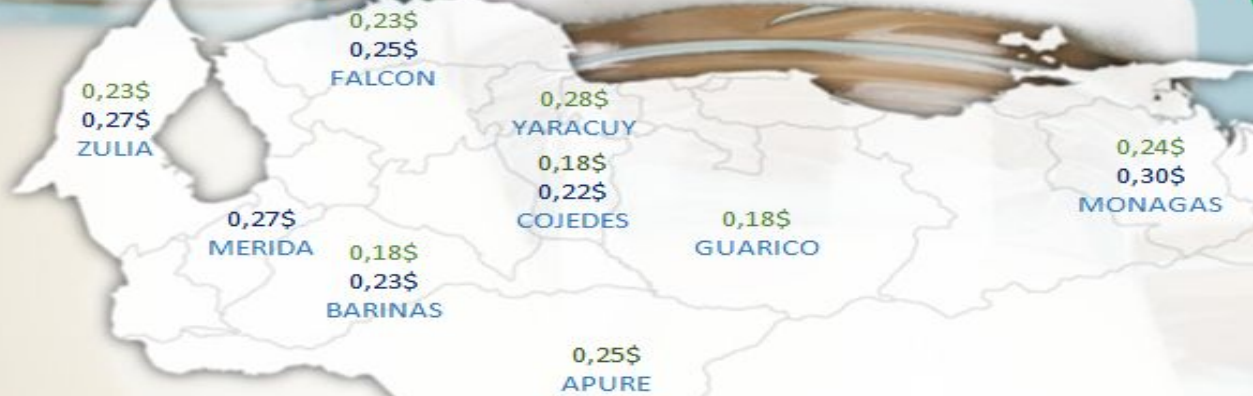 0,23$
0,25$
FALCON
0,23$
0,27$
ZULIA
0,28$
YARACUY
0,18$
0,22$
COJEDES
0,24$
0,30$
MONAGAS
0,27$
MERIDA
0,18$
GUARICO
0,18$
0,23$
BARINAS
0,25$
APURE